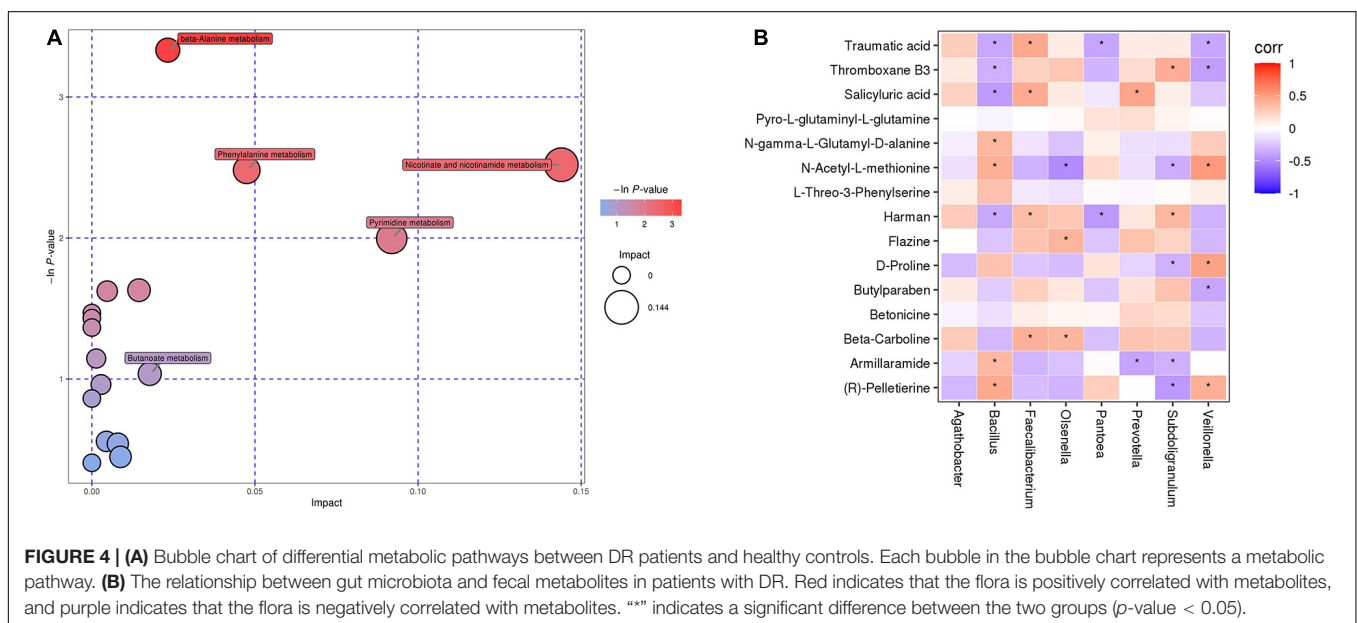 A
beta-Alanine metabolism
3
Phenylalanine metabolism
Nicotinate and nicotinamide metabolism
Pyrimidine metabolism
2
Butanoate metabolism
1
−ln P-value
0.00 0.05 0.10 0.15
Impact
−ln P-value
1 2 3
Impact
0
0.144
B
Traumatic acid * * * *
Thromboxane B3 * * *
Salicyluric acid * * *
Pyro-L-glutaminyl-L-glutamine
N-gamma-L-Glutamyl-D-alanine *
N-Acetyl-L-methionine * * * *
L-Threo-3-Phenylserine
Harman * * * *
Flazine *
D-Proline * *
Butylparaben *
Betonicine
Beta-Carboline * *
Armillaramide * * *
(R)-Pelletierine * * *
Agathobacter
Bacillus
Faecalibacterium
Olsenella
Pantoea
Prevotella
Subdoligranulum
Veillonella
corr
1
0.5
0
-0.5
-1
FIGURE 4 | (A) Bubble chart of differential metabolic pathways between DR patients and healthy controls. Each bubble in the bubble chart represents a metabolic
pathway. (B) The relationship between gut microbiota and fecal metabolites in patients with DR. Red indicates that the flora is positively correlated with metabolites,
and purple indicates that the flora is negatively correlated with metabolites. “*” indicates a significant difference between the two groups (p-value < 0.05).